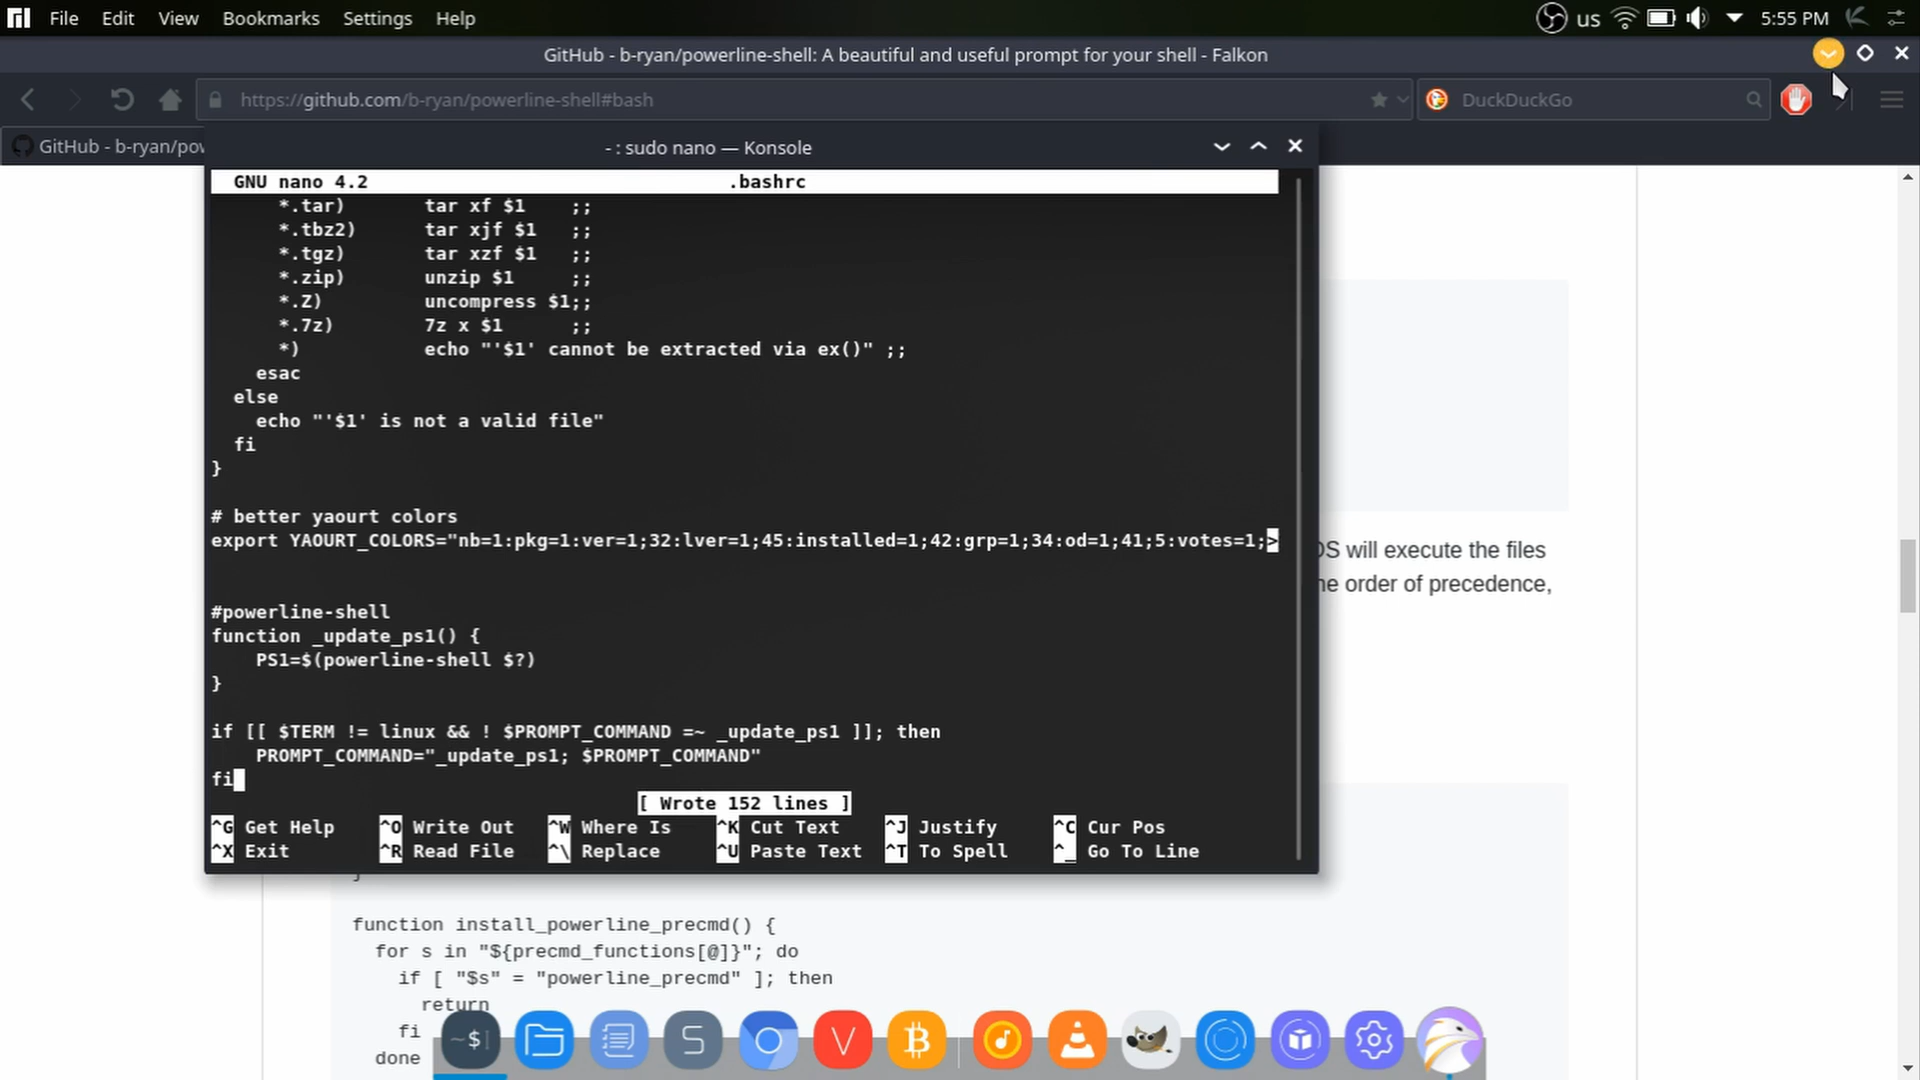 File Edit View Bookmarks Settings Help
us 5:55 PM
GitHub - b-ryan/powerline-shell: A beautiful and useful prompt for your shell - Falkon
https://github.com/b-ryan/powerline-shell#bash
DuckDuckGo
GitHub - b-ryan/pow
- : sudo nano — Konsole
GNU nano 4.2 .bashrc
*.tar) tar xf $1 ;;
*.tbz2) tar xjf $1 ;;
*.tgz) tar xzf $1 ;;
*.zip) unzip $1 ;;
*.Z) uncompress $1;;
*.7z) 7z x $1 ;;
*) echo "'$1' cannot be extracted via ex()" ;;
esac
else
echo "'$1' is not a valid file"
fi
}
# better yaourt colors
export YAOURT_COLORS="nb=1:pkg=1:ver=1;32:lver=1;45:installed=1;42:grp=1;34:od=1;41;5:votes=1;>
OS will execute the files
he order of precedence,
#powerline-shell
function _update_ps1() {
PS1=$(powerline-shell $?)
}
if [[ $TERM != linux && ! $PROMPT_COMMAND =~ _update_ps1 ]]; then
PROMPT_COMMAND="_update_ps1; $PROMPT_COMMAND"
fi
[ Wrote 152 lines ]
^G Get Help ^O Write Out ^W Where Is ^K Cut Text ^J Justify ^C Cur Pos
^X Exit ^R Read File ^\ Replace ^U Paste Text ^T To Spell ^_ Go To Line
}
function install_powerline_precmd() {
for s in "${precmd_functions[@]}"; do
if [ "$s" = "powerline_precmd" ]; then
return
fi
done
~$
S
V